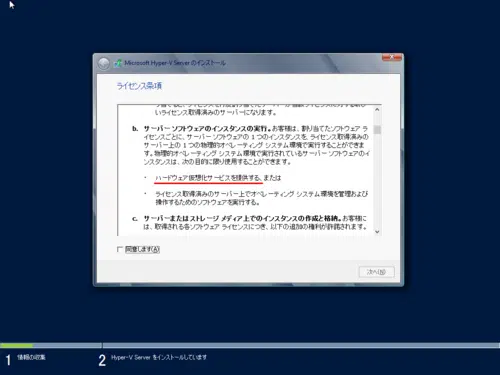 Microsoft Hyper-V Server のインストール
ライセンス条項
いライセンス取得済みのサーバーになります。
b. サーバー ソフトウェアのインスタンスの実行。お客様は、割り当てたソフトウェア ライ
センスごとに、サーバー ソフトウェアの 1 つのインスタンスを、ライセンス取得済みの
サーバー上の 1 つの物理的オペレーティング システム環境で実行することができま
す。物理的オペレーティング システム環境で実行されているサーバー ソフトウェアのイ
ンスタンスは、次の目的に限り使用することができます。
・ ハードウェア仮想化サービスを提供する、または
・ ライセンス取得済みのサーバー上でオペレーティング システム環境を管理および
操作するためのソフトウェアを実行する。
c. サーバーまたはストレージ メディア上でのインスタンスの作成と格納。お客様に
は、取得される各ソフトウェア ライセンスにつき、以下の追加の権利が許諾されます。
同意します(A)
次へ(N)
1 情報の収集
2 Hyper-V Server をインストールしています